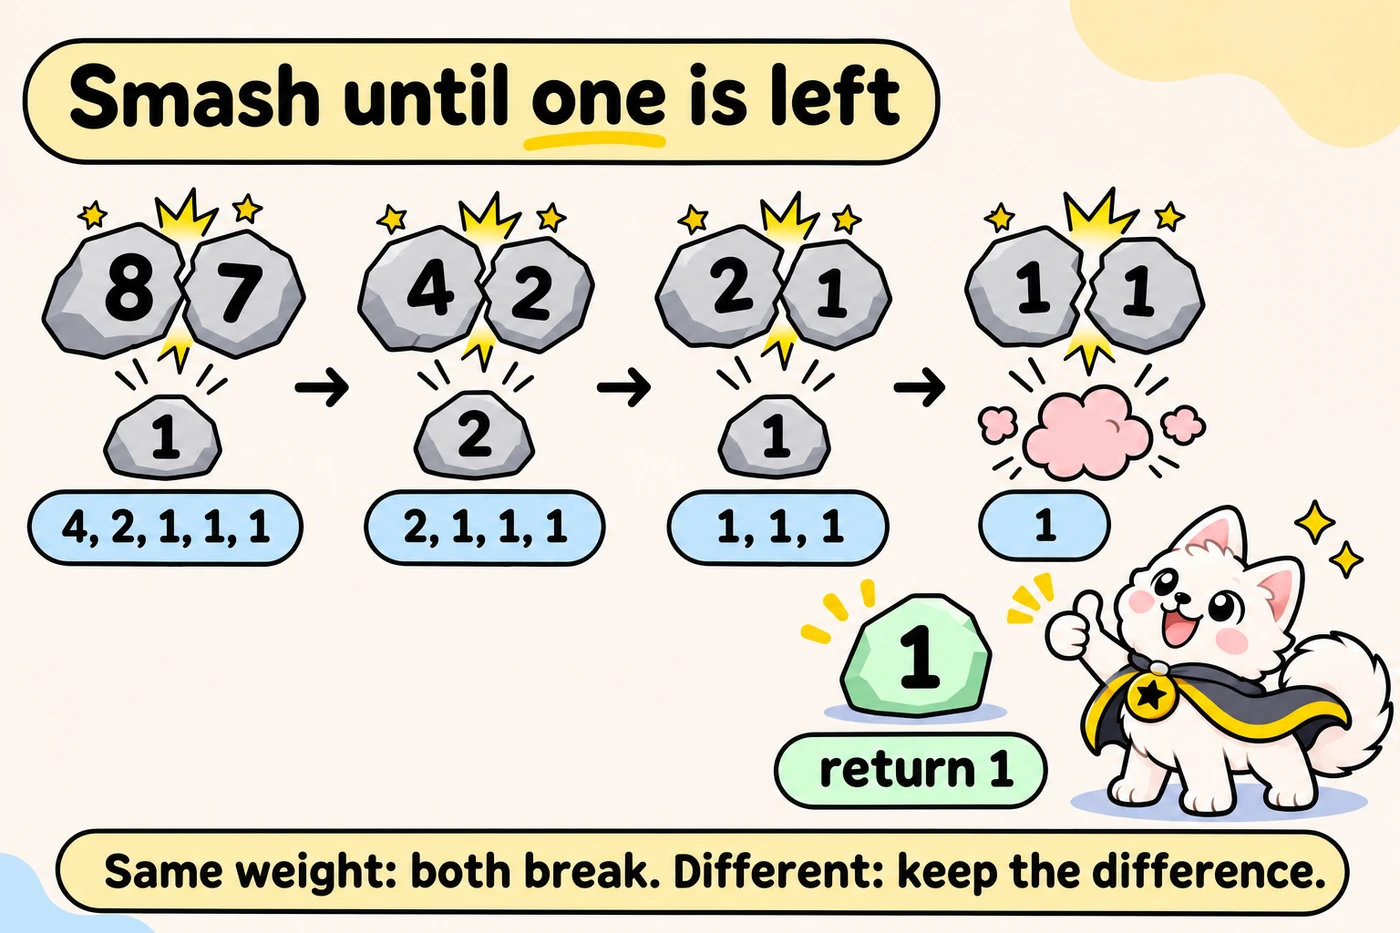 Smash until one is left
8 7
4 2
2 1
1 1
1
2
1
4, 2, 1, 1, 1
2, 1, 1, 1
1, 1, 1
1
1
return 1
Same weight: both break. Different: keep the difference.